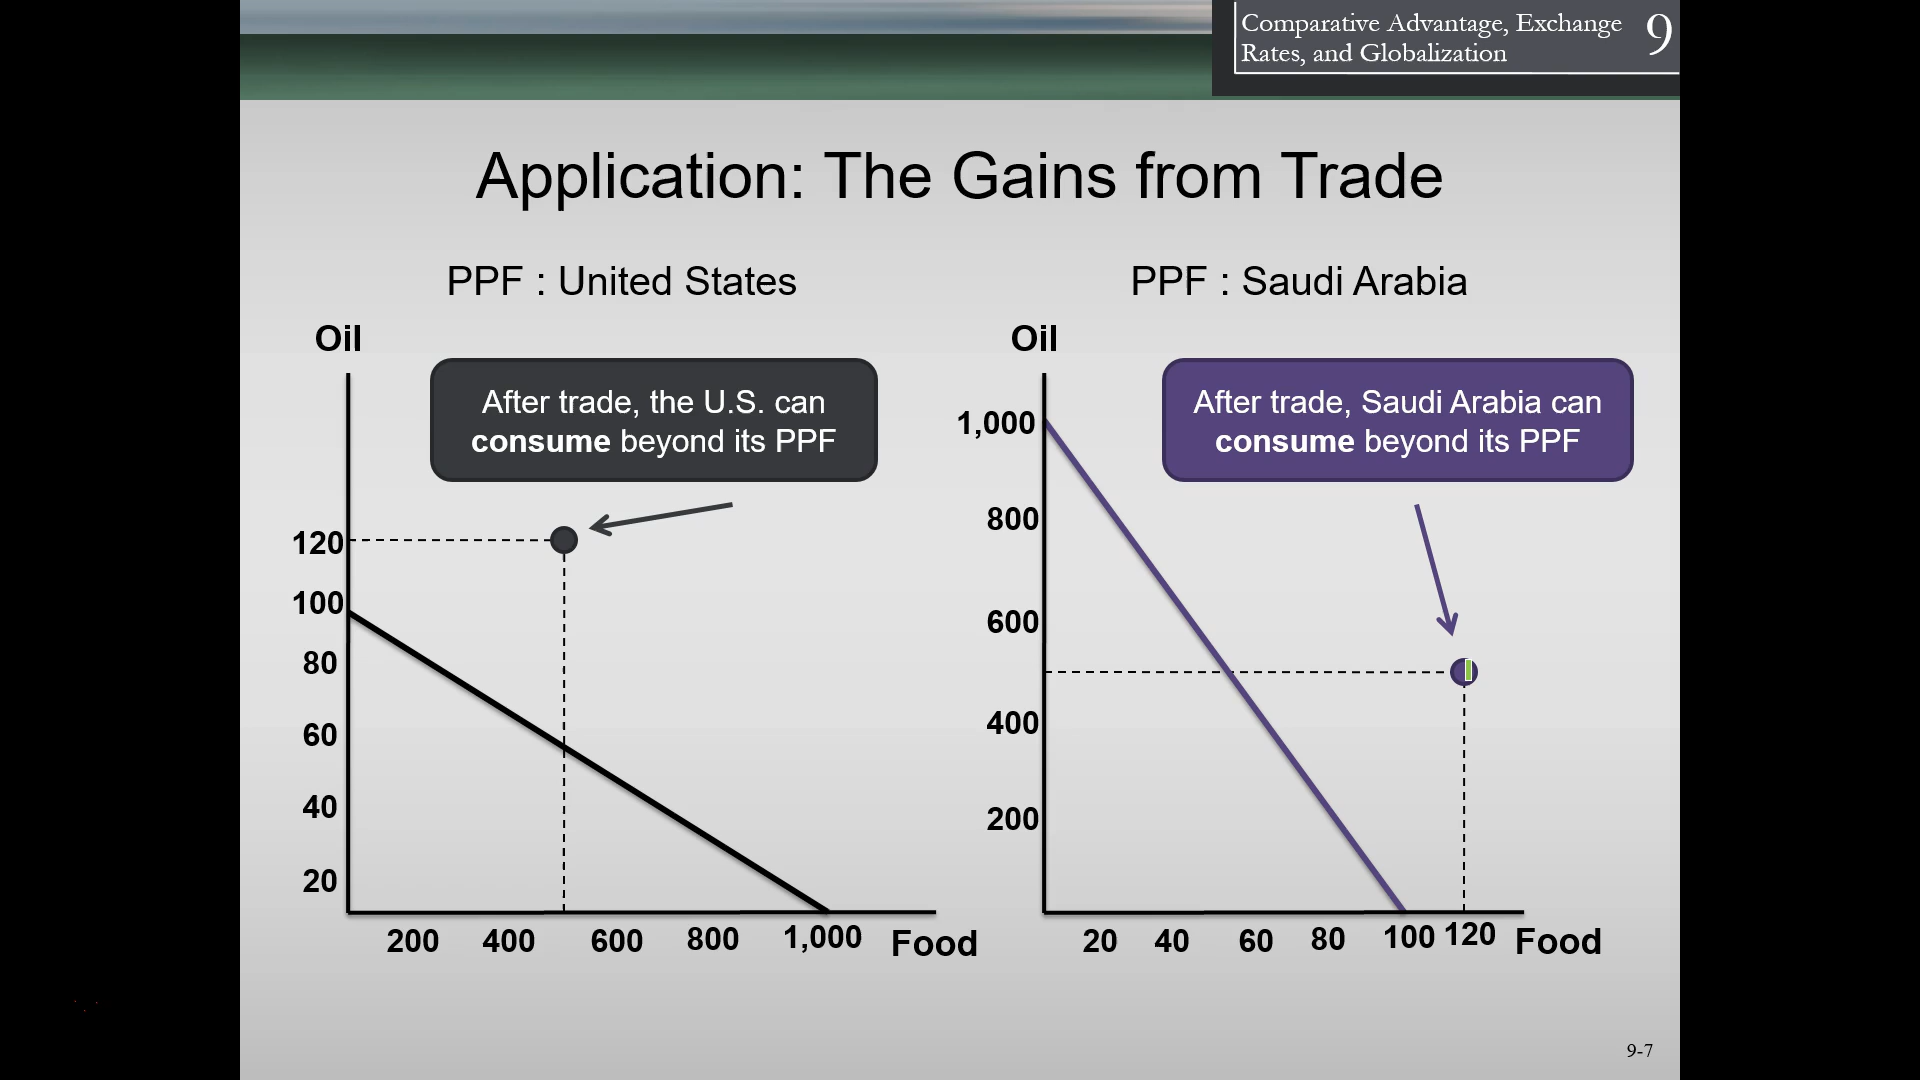 Comparative Advantage, Exchange
Rates, and Globalization
9
Application: The Gains from Trade
PPF : United States
Oil
After trade, the U.S. can
consume beyond its PPF
120
100
80
60
40
20
200 400 600 800 1,000 Food
PPF : Saudi Arabia
Oil
After trade, Saudi Arabia can
consume beyond its PPF
1,000
800
600
400
200
20 40 60 80 100 120 Food
9-7